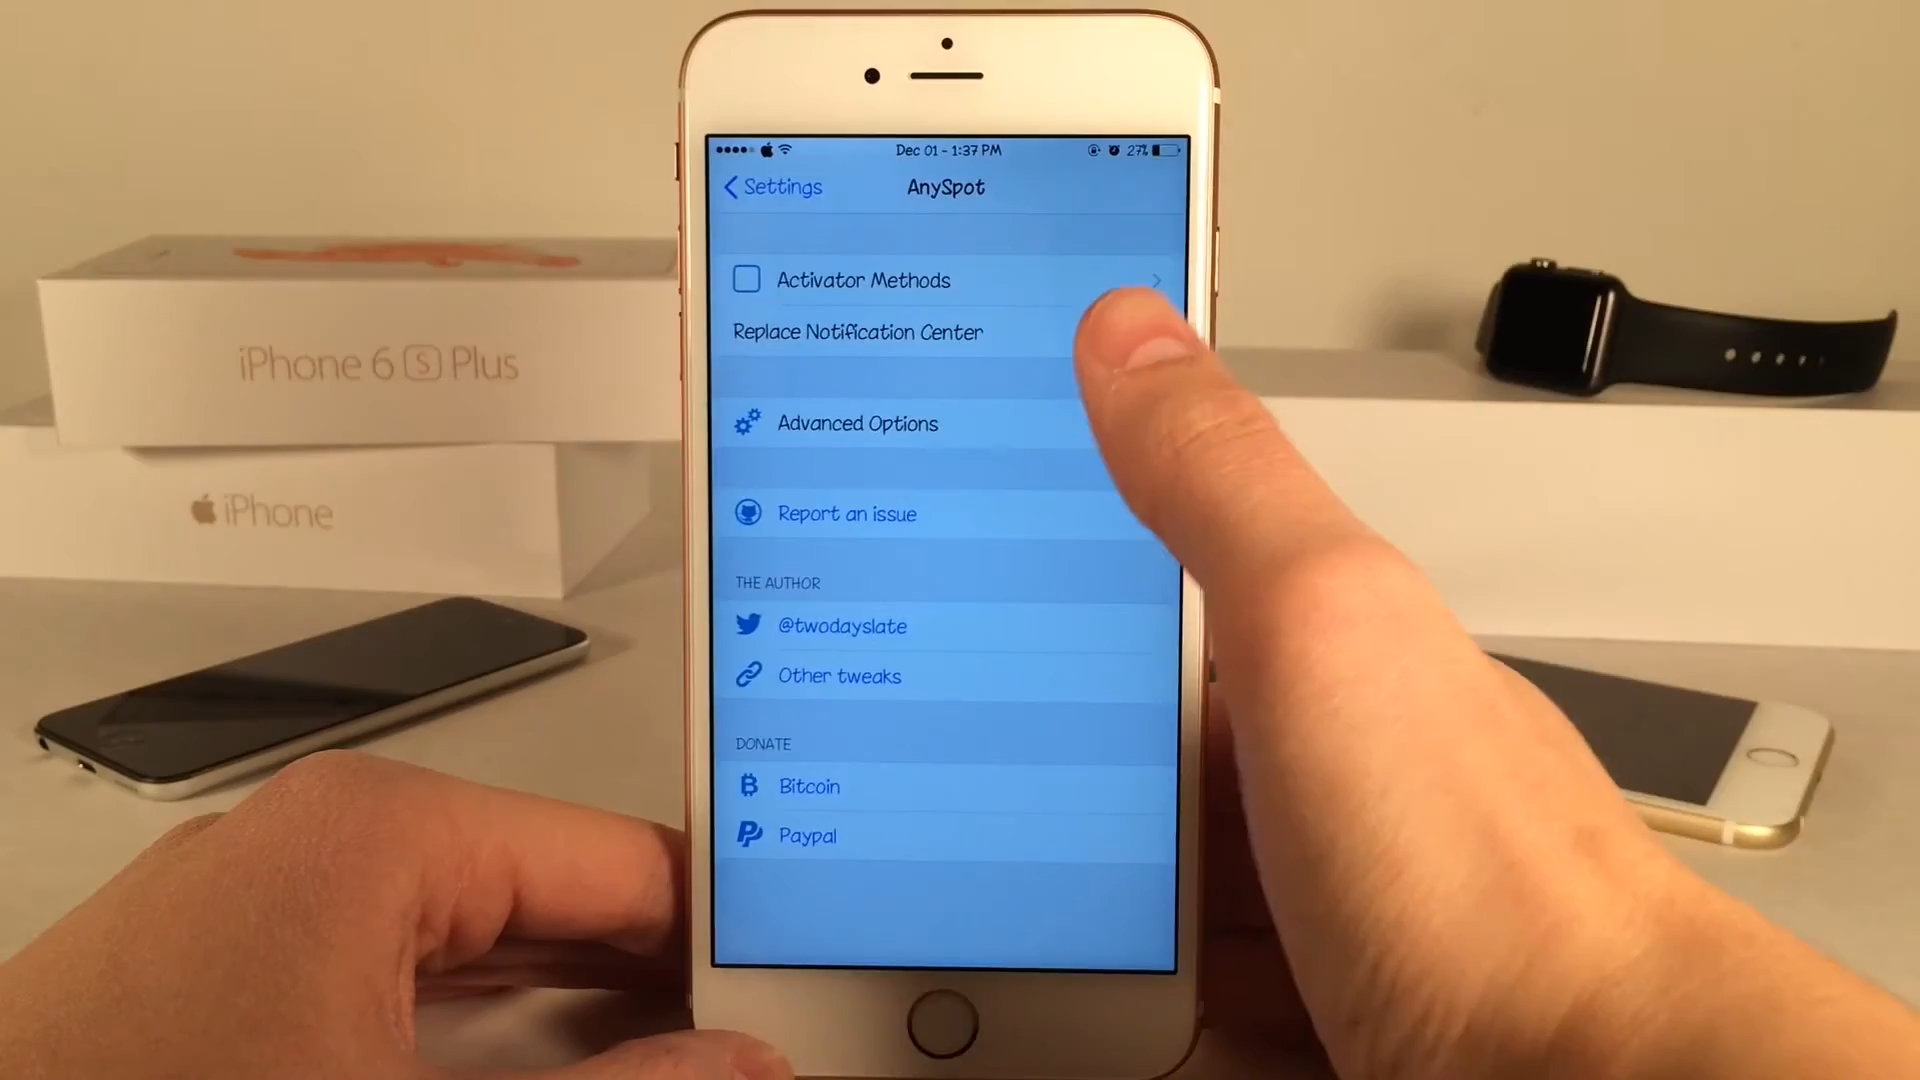 Dec 01 - 1:37 PM
27%
Settings
AnySpot
Activator Methods
Replace Notification Center
Advanced Options
Report an issue
THE AUTHOR
@twodayslate
Other tweaks
DONATE
Bitcoin
Paypal
iPhone 6 S Plus
iPhone